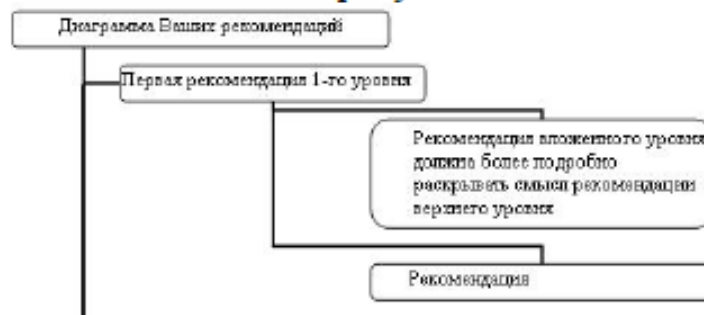 Диаграмма Ваших рекомендаций
Первая рекомендация 1-го уровня
Рекомендация вложенного уровня
должна более подробно
раскрывать смысл рекомендации
верхнего уровня
Рекомендация